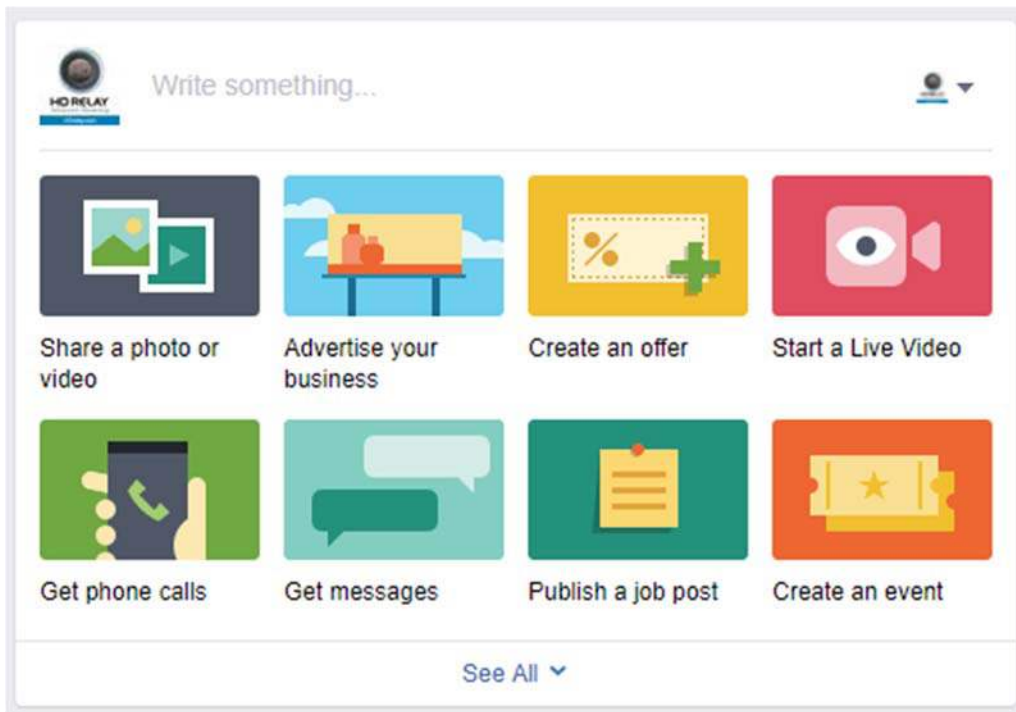 Write something...
HD RELAY
Share a photo or
video
Advertise your
business
Create an offer
Start a Live Video
Get phone calls
Get messages
Publish a job post
Create an event
See All